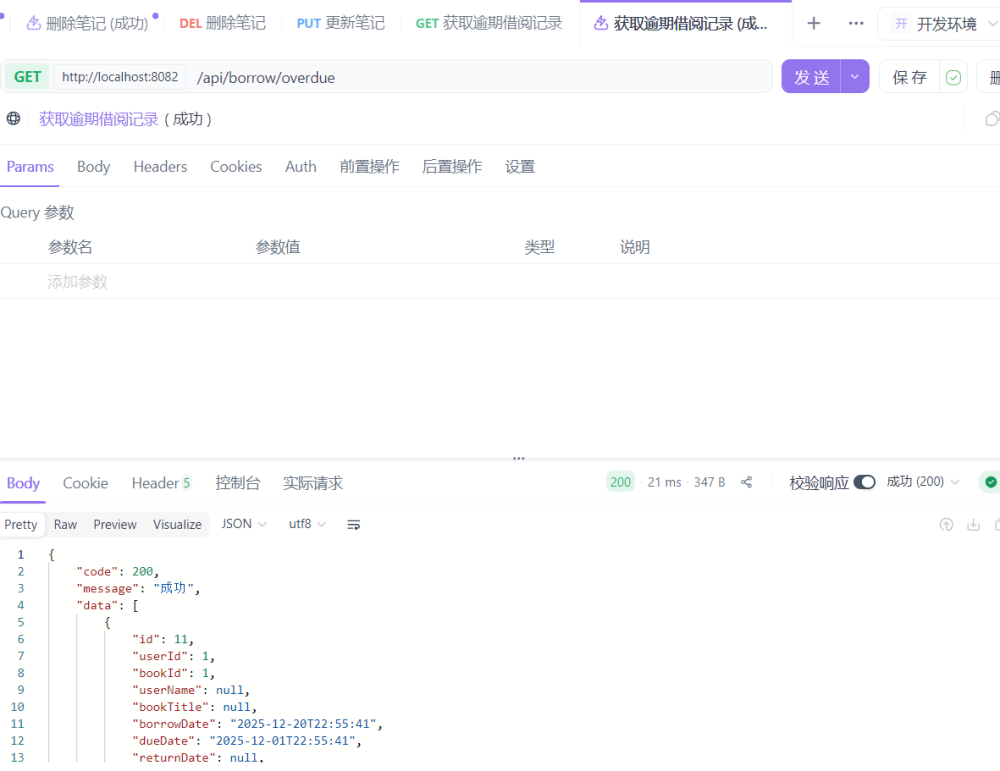 删除笔记 (成功) DEL 删除笔记 PUT 更新笔记 GET 获取逾期借阅记录 获取逾期借阅记录 (成... 开 开发环境
GET http://localhost:8082 /api/borrow/overdue 发 送 保 存
获取逾期借阅记录 ( 成功 )
Params Body Headers Cookies Auth 前置操作 后置操作 设置
Query 参数
参数名 参数值 类型 说明
添加参数
Body Cookie Header 5 控制台 实际请求 200 21 ms 347 B 校验响应 成功 (200)
Pretty Raw Preview Visualize JSON utf8
1 {
2 "code": 200,
3 "message": "成功",
4 "data": [
5 {
6 "id": 11,
7 "userId": 1,
8 "bookId": 1,
9 "userName": null,
10 "bookTitle": null,
11 "borrowDate": "2025-12-20T22:55:41",
12 "dueDate": "2025-12-01T22:55:41",
13 "returnDate": null,